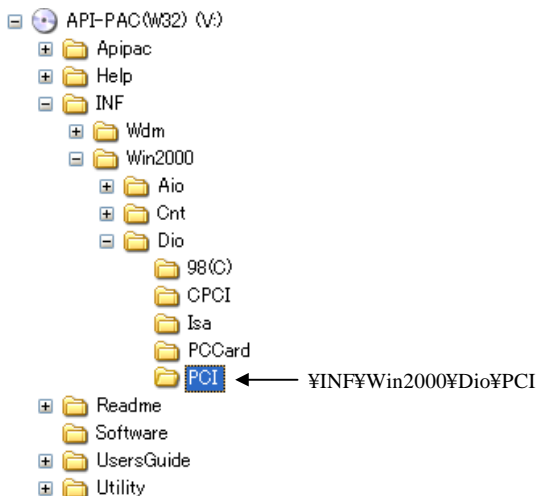 API-PAC(W32) (V:)
Apipac
Help
INF
Wdm
Win2000
Aio
Cnt
Dio
98(C)
CPCI
Isa
PCCard
PCI
¥INF¥Win2000¥Dio¥PCI
Readme
Software
UsersGuide
Utility